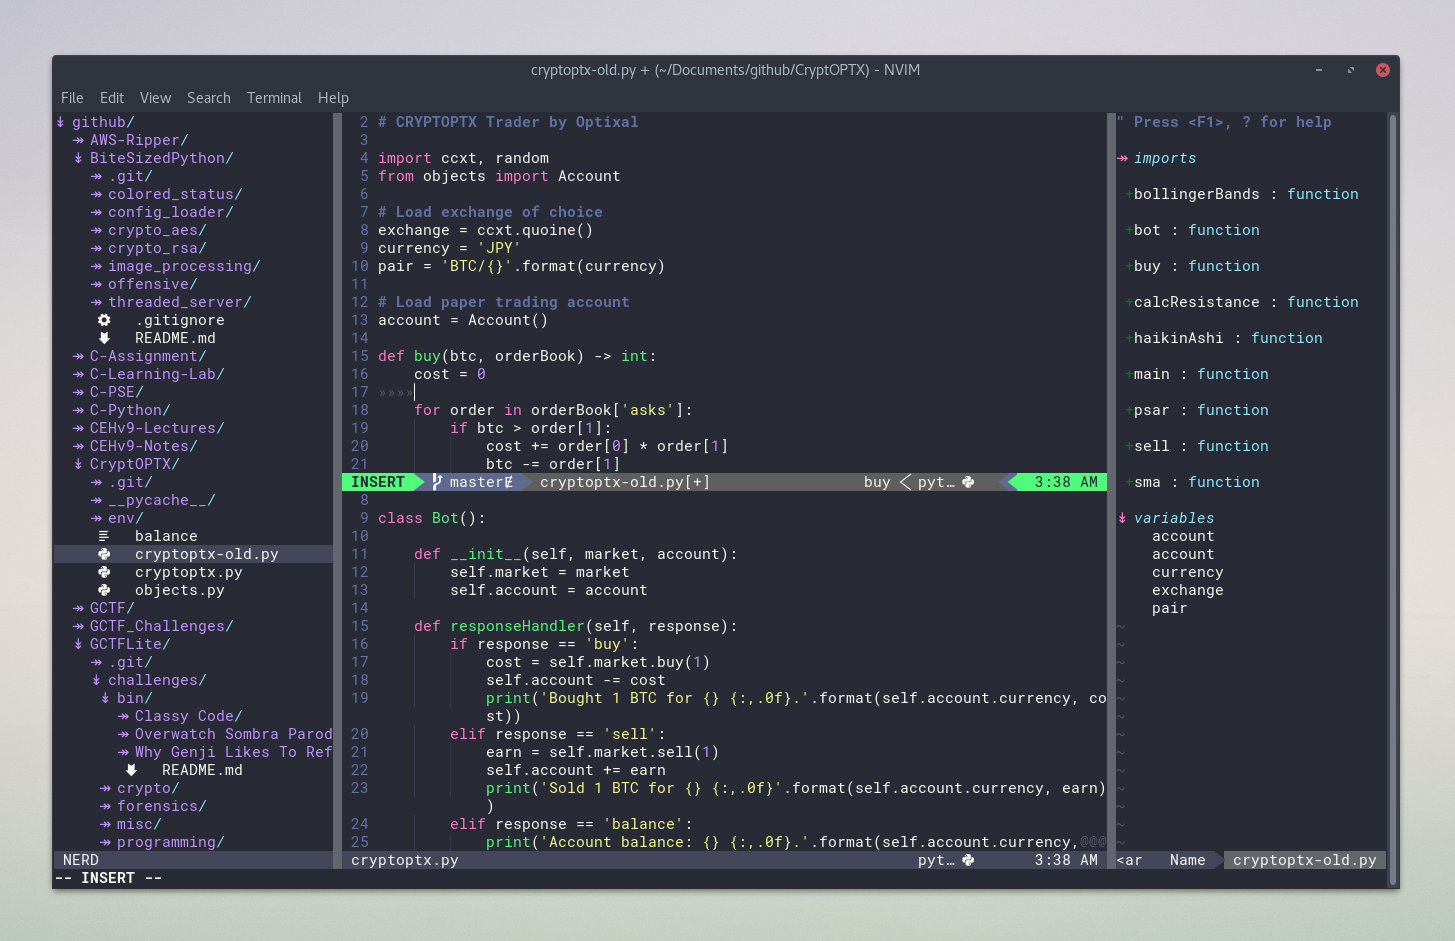 cryptoptx-old.py + (~/Documents/github/CryptOPTX) - NVIM
File Edit View Search Terminal Help
github/
AWS-Ripper/
BiteSizedPython/
.git/
colored_status/
config_loader/
crypto_aes/
crypto_rsa/
image_processing/
offensive/
threaded_server/
.gitignore
README.md
C-Assignment/
C-Learning-Lab/
C-PSE/
C-Python/
CEHv9-Lectures/
CEHv9-Notes/
CryptOPTX/
.git/
__pycache__/
env/
balance
cryptoptx-old.py
cryptoptx.py
objects.py
GCTF/
GCTF_Challenges/
GCTFLite/
.git/
challenges/
bin/
Classy Code/
Overwatch Sombra Parod
Why Genji Likes To Ref
README.md
crypto/
forensics/
misc/
programming/
NERD
2 # CRYPTOPTX Trader by Optixal
3
4 import ccxt, random
5 from objects import Account
6
7 # Load exchange of choice
8 exchange = ccxt.quoine()
9 currency = 'JPY'
10 pair = 'BTC/{}'.format(currency)
11
12 # Load paper trading account
13 account = Account()
14
15 def buy(btc, orderBook) -> int:
16     cost = 0
17 »»»»
18     for order in orderBook['asks']:
19         if btc > order[1]:
20             cost += order[0] * order[1]
21             btc -= order[1]
INSERT master cryptoptx-old.py[+] buy < pyt… 3:38 AM
8
9 class Bot():
10
11     def __init__(self, market, account):
12         self.market = market
13         self.account = account
14
15     def responseHandler(self, response):
16         if response == 'buy':
17             cost = self.market.buy(1)
18             self.account -= cost
19             print('Bought 1 BTC for {} {:,.0f}.'.format(self.account.currency, co
st))
20         elif response == 'sell':
21             earn = self.market.sell(1)
22             self.account += earn
23             print('Sold 1 BTC for {} {:,.0f}'.format(self.account.currency, earn)
)
24         elif response == 'balance':
25             print('Account balance: {} {:,.0f}.'.format(self.account.currency,@@@
cryptoptx.py pyt… 3:38 AM
" Press <F1>, ? for help
imports
+bollingerBands : function
+bot : function
+buy : function
+calcResistance : function
+haikinAshi : function
+main : function
+psar : function
+sell : function
+sma : function
variables
account
account
currency
exchange
pair
~
~
~
~
~
~
~
~
~
~
~
~
~
<ar Name cryptoptx-old.py
-- INSERT --